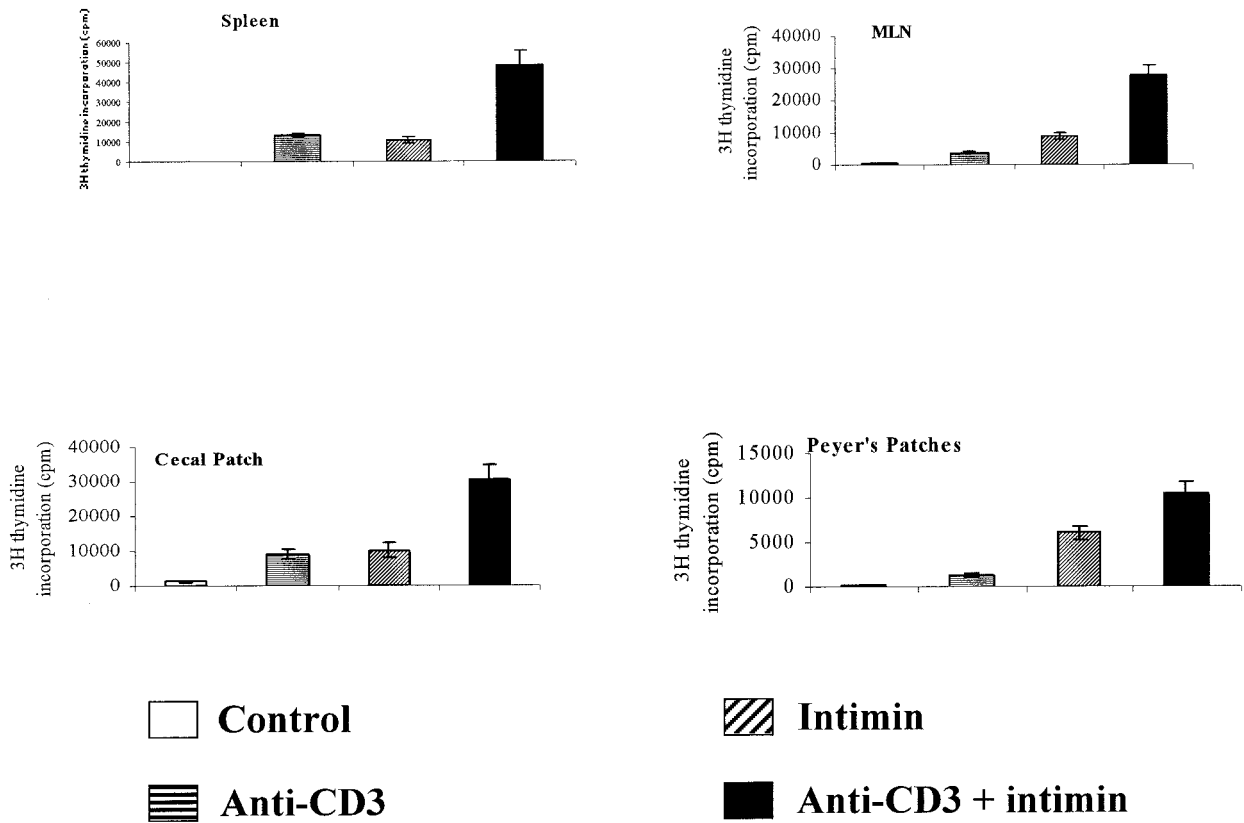 Spleen
3H thymidine incorporation (cpm)
60000
50000
40000
30000
20000
10000
0
MLN
3H thymidine
incorporation (cpm)
40000
30000
20000
10000
0
Cecal Patch
3H thymidine
incorporation (cpm)
40000
30000
20000
10000
0
Peyer's Patches
3H thymidine
incorporation (cpm)
15000
10000
5000
0
Control
Intimin
Anti-CD3
Anti-CD3 + intimin